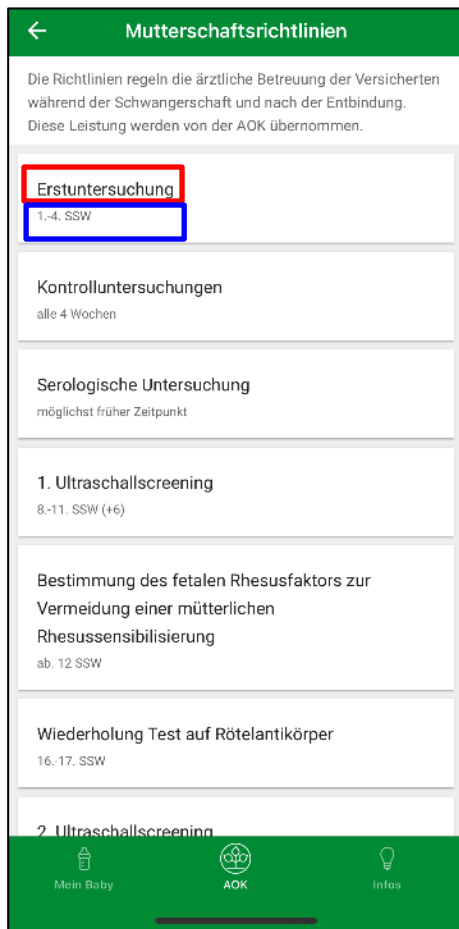 Mutterschaftsrichtlinien
Die Richtlinien regeln die ärztliche Betreuung der Versicherten
während der Schwangerschaft und nach der Entbindung.
Diese Leistung werden von der AOK übernommen.
Erstuntersuchung
1.-4. SSW
Kontrolluntersuchungen
alle 4 Wochen
Serologische Untersuchung
möglichst früher Zeitpunkt
1. Ultraschallscreening
8.-11. SSW (+6)
Bestimmung des fetalen Rhesusfaktors zur
Vermeidung einer mütterlichen
Rhesussensibilisierung
ab. 12 SSW
Wiederholung Test auf Rötelantikörper
16.-17. SSW
2. Ultraschallscreening
Mein Baby
AOK
Infos